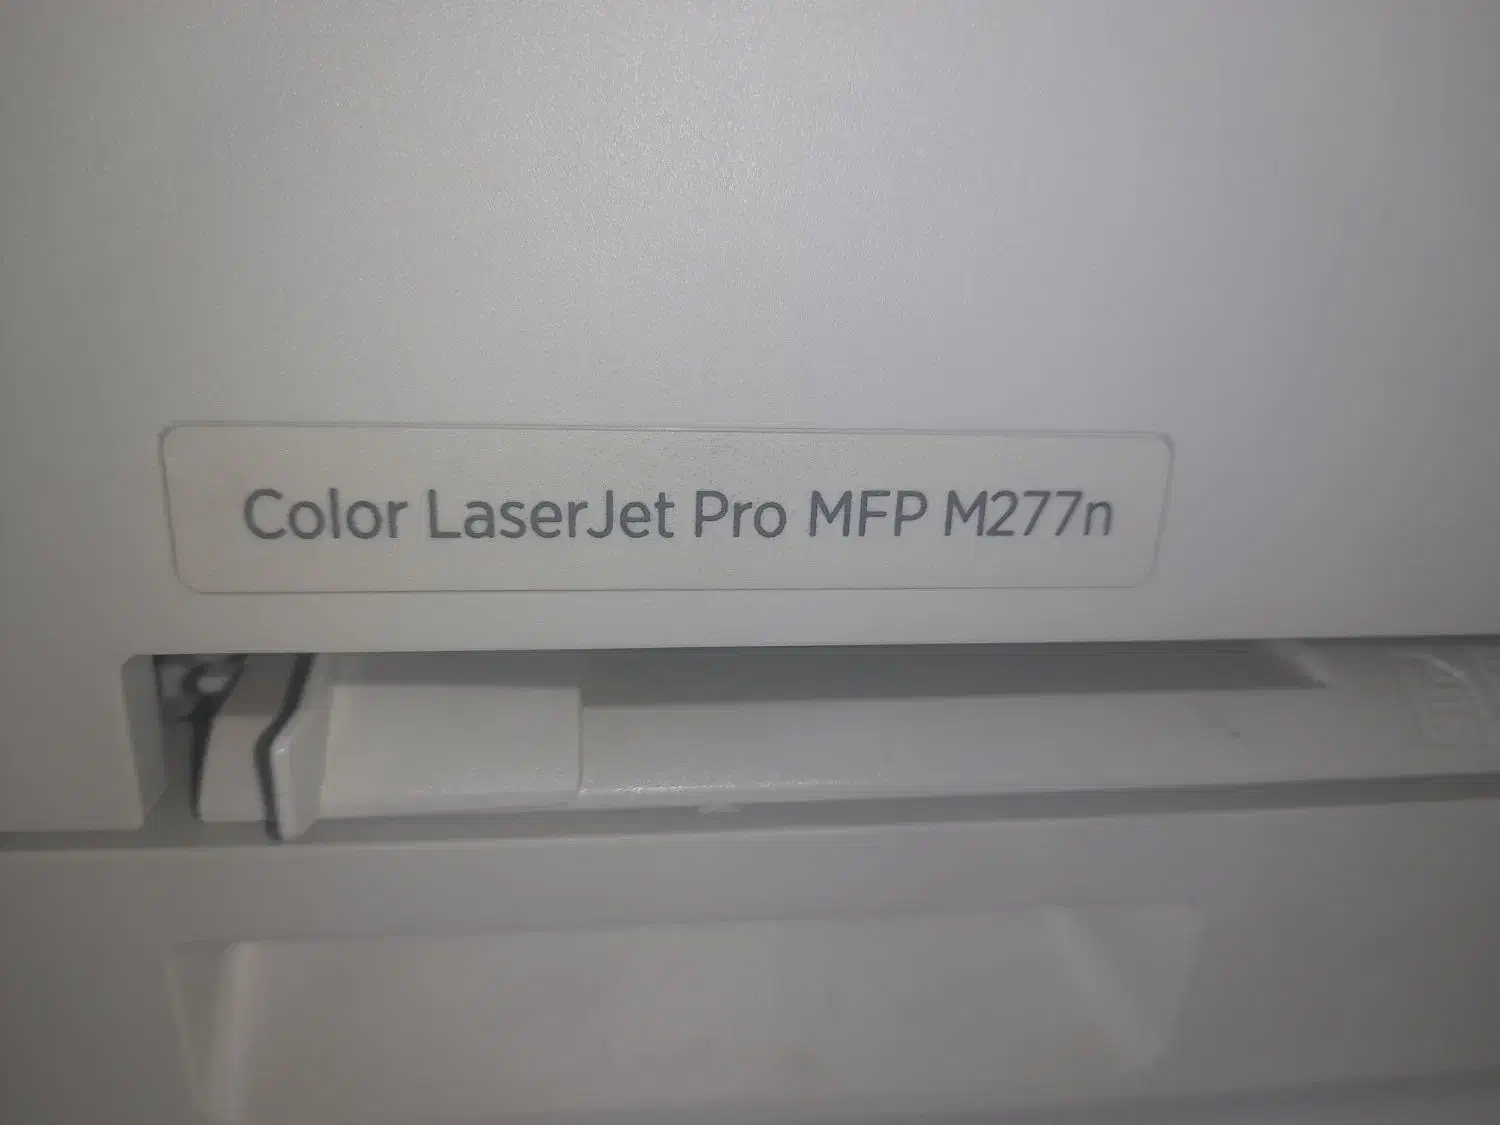 Color LaserJet Pro MFP M277n